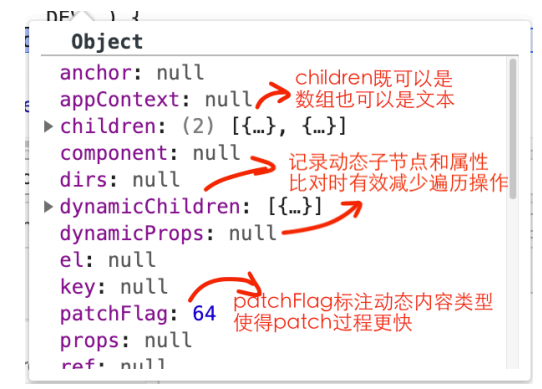 Object
anchor: null
appContext: null
children既可以是
数组也可以是文本
▶children: (2) [{…}, {…}]
component: null
dirs: null
记录动态子节点和属性
比对时有效减少遍历操作
▶dynamicChildren: [{…}]
dynamicProps: null
el: null
key: null
patchFlag: 64
patchFlag标注动态内容类型
使得patch过程更快
props: null
ref: null